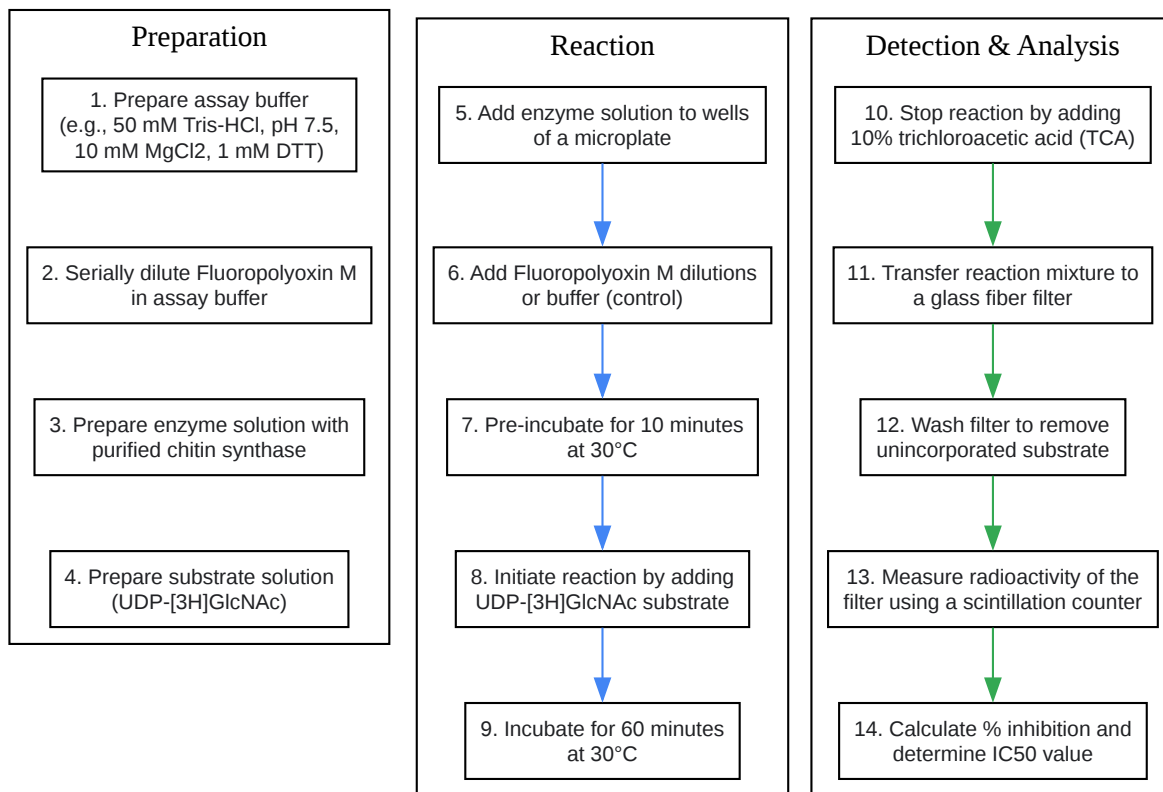 Preparation
1. Prepare assay buffer
(e.g., 50 mM Tris-HCl, pH 7.5,
10 mM MgCl2, 1 mM DTT)
2. Serially dilute Fluoropolyoxin M
in assay buffer
3. Prepare enzyme solution with
purified chitin synthase
4. Prepare substrate solution
(UDP-[3H]GlcNAc)
Reaction
5. Add enzyme solution to wells
of a microplate
6. Add Fluoropolyoxin M dilutions
or buffer (control)
7. Pre-incubate for 10 minutes
at 30°C
8. Initiate reaction by adding
UDP-[3H]GlcNAc substrate
9. Incubate for 60 minutes
at 30°C
Detection & Analysis
10. Stop reaction by adding
10% trichloroacetic acid (TCA)
11. Transfer reaction mixture to
a glass fiber filter
12. Wash filter to remove
unincorporated substrate
13. Measure radioactivity of the
filter using a scintillation counter
14. Calculate % inhibition and
determine IC50 value